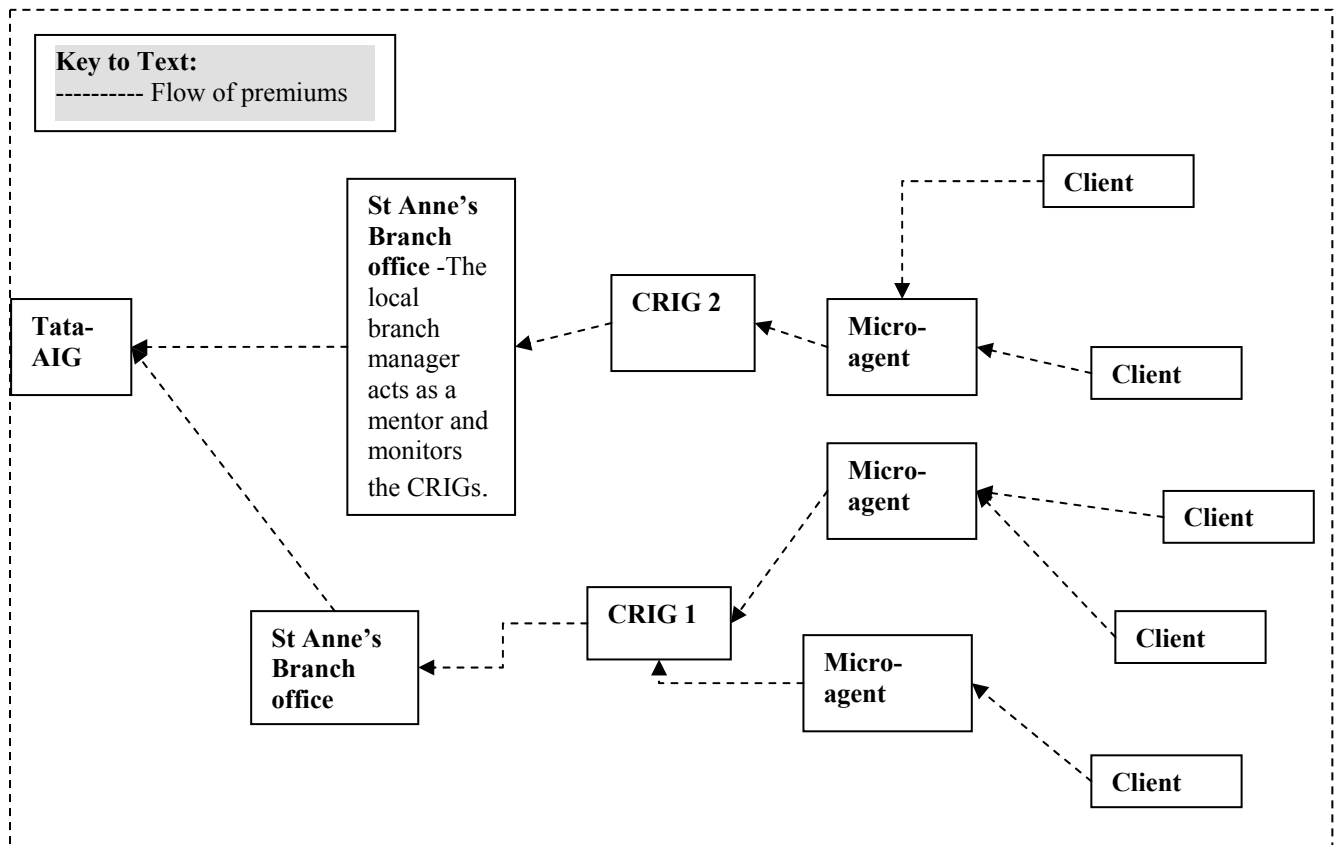 Key to Text:
---------- Flow of premiums
Client
St Anne’s
Branch
office -The
local
branch
manager
acts as a
mentor and
monitors
the CRIGs.
CRIG 2
Tata-
AIG
Micro-
agent
Client
Micro-
agent
Client
CRIG 1
Client
St Anne’s
Branch
office
Micro-
agent
Client